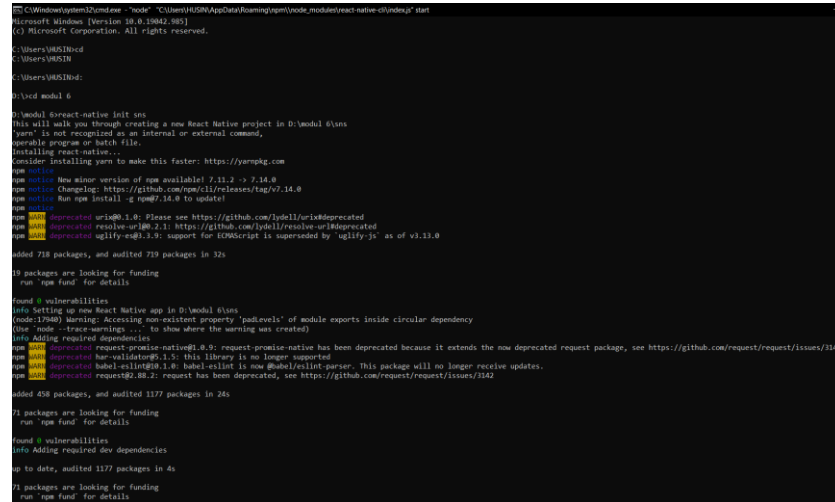 C:\Windows\system32\cmd.exe - "node" "C:\Users\HUSIN\AppData\Roaming\npm\\node_modules\react-native-cli\index.js" start
Microsoft Windows [Version 10.0.19042.985]
(c) Microsoft Corporation. All rights reserved.
C:\Users\HUSIN>cd
C:\Users\HUSIN
C:\Users\HUSIN>d:
D:\>cd modul 6
D:\modul 6>react-native init sns
This will walk you through creating a new React Native project in D:\modul 6\sns
'yarn' is not recognized as an internal or external command,
operable program or batch file.
Installing react-native...
Consider installing yarn to make this faster: https://yarnpkg.com
npm notice
npm notice New minor version of npm available! 7.11.2 -> 7.14.0
npm notice Changelog: https://github.com/npm/cli/releases/tag/v7.14.0
npm notice Run npm install -g npm@7.14.0 to update!
npm notice
npm WARN deprecated urix@0.1.0: Please see https://github.com/lydell/urix#deprecated
npm WARN deprecated resolve-url@0.2.1: https://github.com/lydell/resolve-url#deprecated
npm WARN deprecated uglify-es@3.3.9: support for ECMAScript is superseded by `uglify-js` as of v3.13.0
added 718 packages, and audited 719 packages in 32s
19 packages are looking for funding
run `npm fund` for details
found 0 vulnerabilities
info Setting up new React Native app in D:\modul 6\sns
(node:17940) Warning: Accessing non-existent property 'padLevels' of module exports inside circular dependency
(Use `node --trace-warnings ...` to show where the warning was created)
info Adding required dependencies
npm WARN deprecated request-promise-native@1.0.9: request-promise-native has been deprecated because it extends the now deprecated request package, see https://github.com/request/request/issues/314
npm WARN deprecated har-validator@5.1.5: this library is no longer supported
npm WARN deprecated babel-eslint@10.1.0: babel-eslint is now @babel/eslint-parser. This package will no longer receive updates.
npm WARN deprecated request@2.88.2: request has been deprecated, see https://github.com/request/request/issues/3142
added 458 packages, and audited 1177 packages in 24s
71 packages are looking for funding
run `npm fund` for details
found 0 vulnerabilities
info Adding required dev dependencies
up to date, audited 1177 packages in 4s
71 packages are looking for funding
run `npm fund` for details